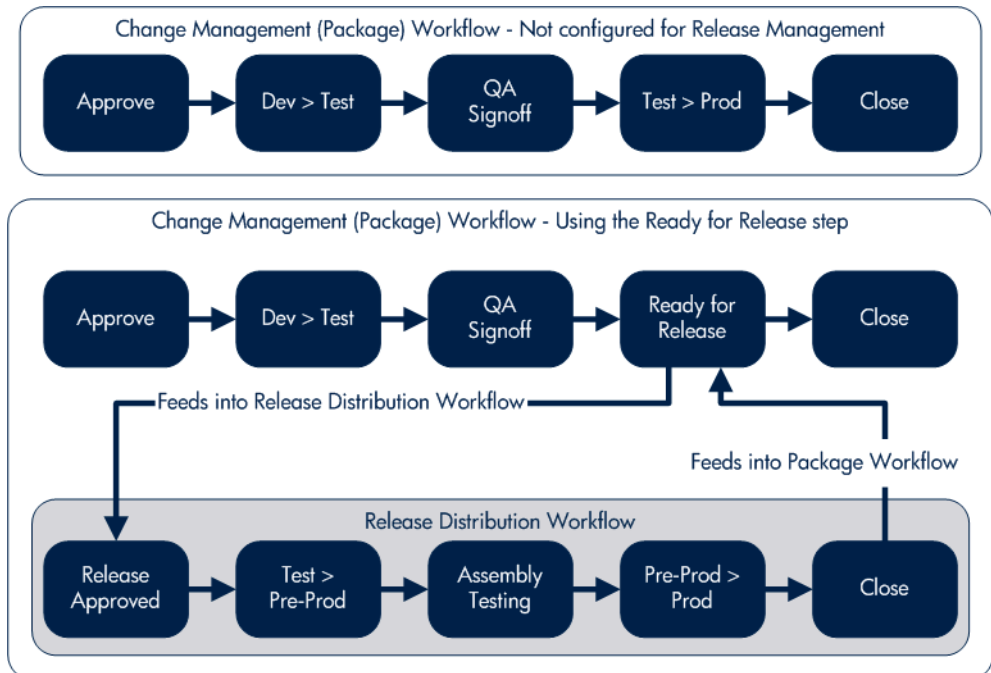 Change Management (Package) Workflow - Not configured for Release Management
Approve
Dev > Test
QA
Signoff
Test > Prod
Close
Change Management (Package) Workflow - Using the Ready for Release step
Approve
Dev > Test
QA
Signoff
Ready for
Release
Close
Feeds into Release Distribution Workflow
Feeds into Package Workflow
Release Distribution Workflow
Release
Approved
Test >
Pre-Prod
Assembly
Testing
Pre-Prod >
Prod
Close